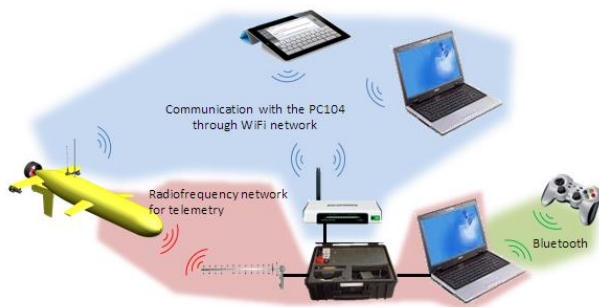 Communication with the PC104
through WiFi network
Radiofrequency network
for telemetry
Bluetooth